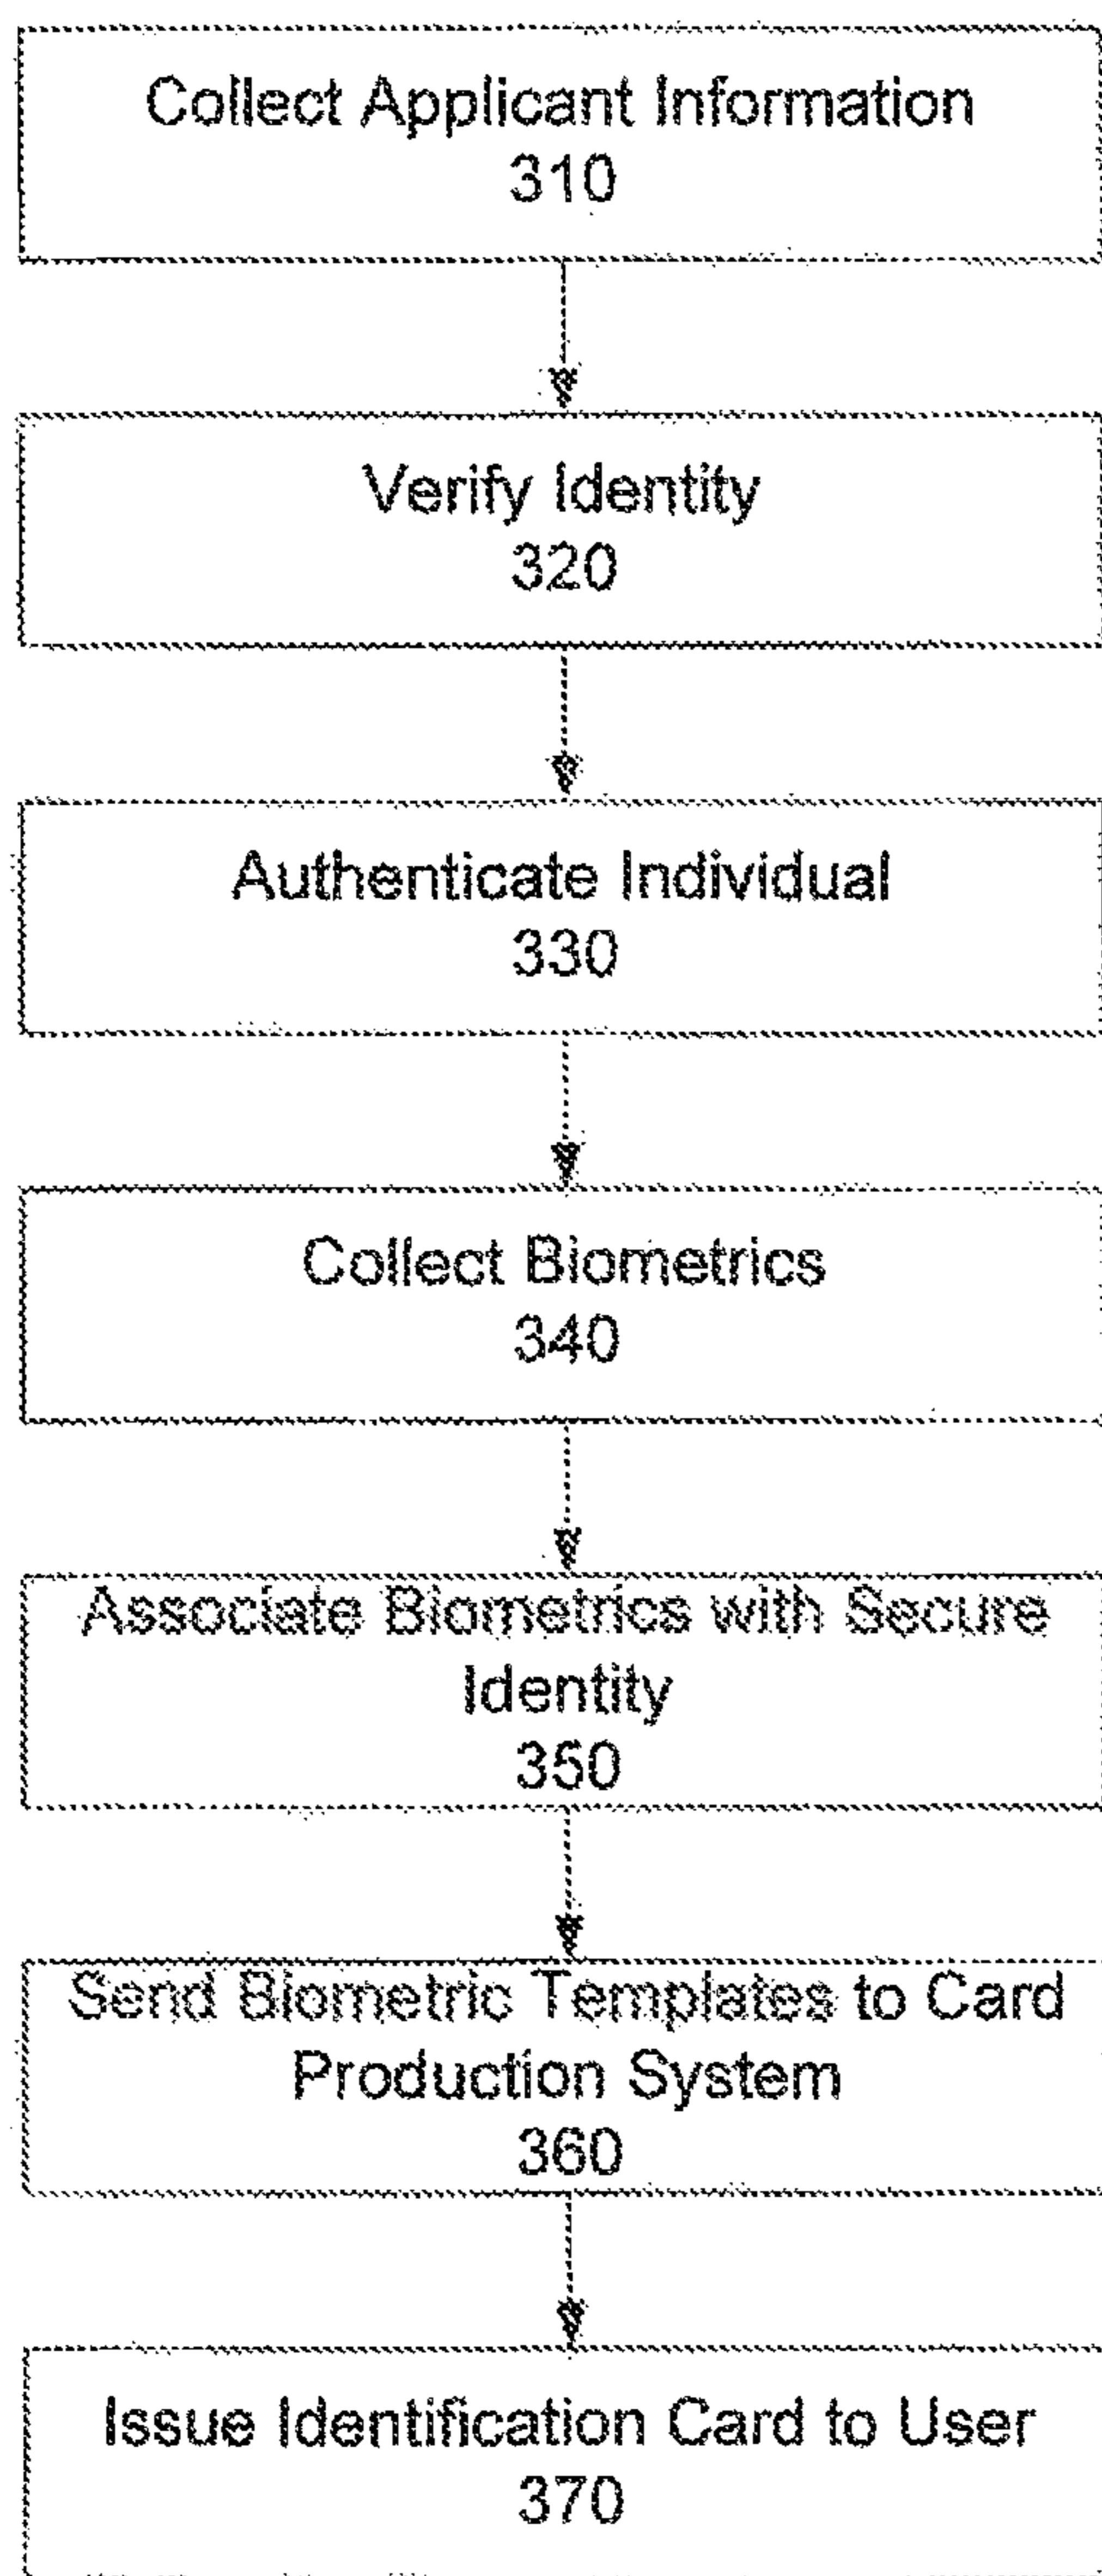 Collect Applicant Information
310
Verify Identity
320
Authenticate Individual
330
Collect Biometrics
340
Associate Biometrics with Secure
Identity
350
Send Biometric Templates to Card
Production System
360
Issue Identification Card to User
370